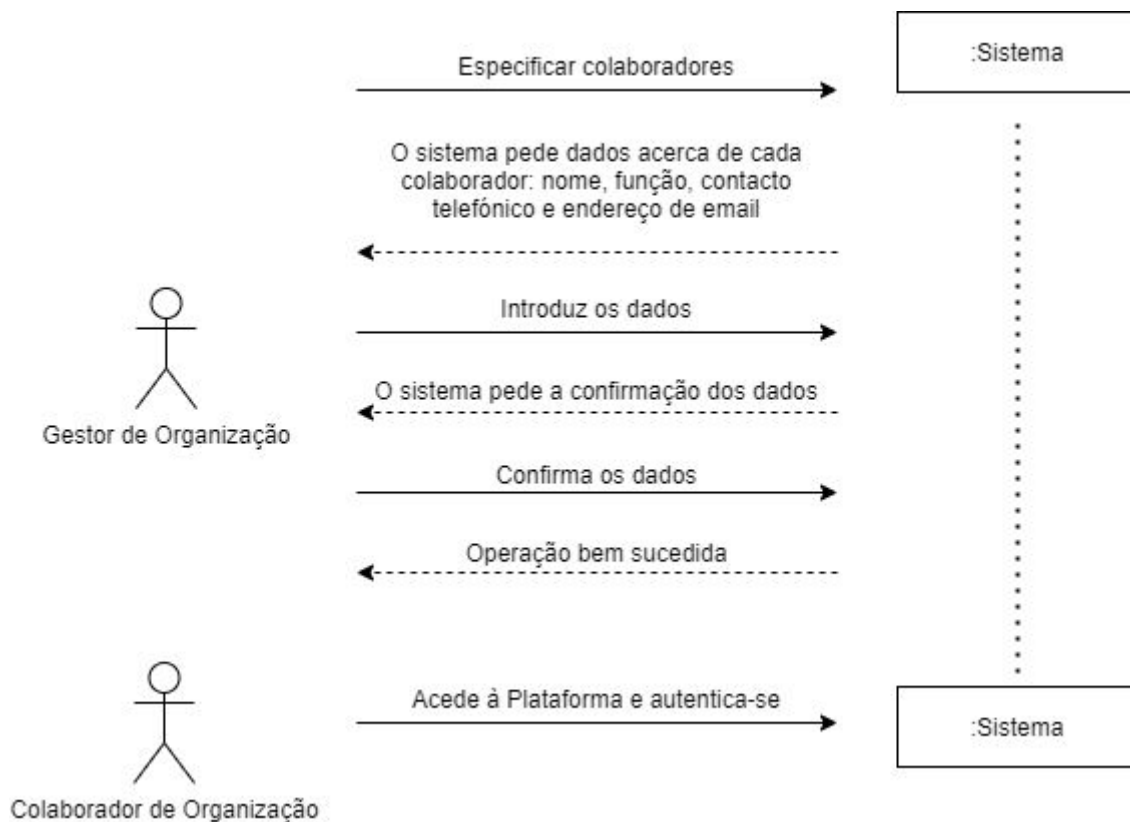 :Sistema
Especificar colaboradores
O sistema pede dados acerca de cada
colaborador: nome, função, contacto
telefónico e endereço de email
Introduz os dados
O sistema pede a confirmação dos dados
Gestor de Organização
Confirma os dados
Operação bem sucedida
Acede à Plataforma e autentica-se
:Sistema
Colaborador de Organização